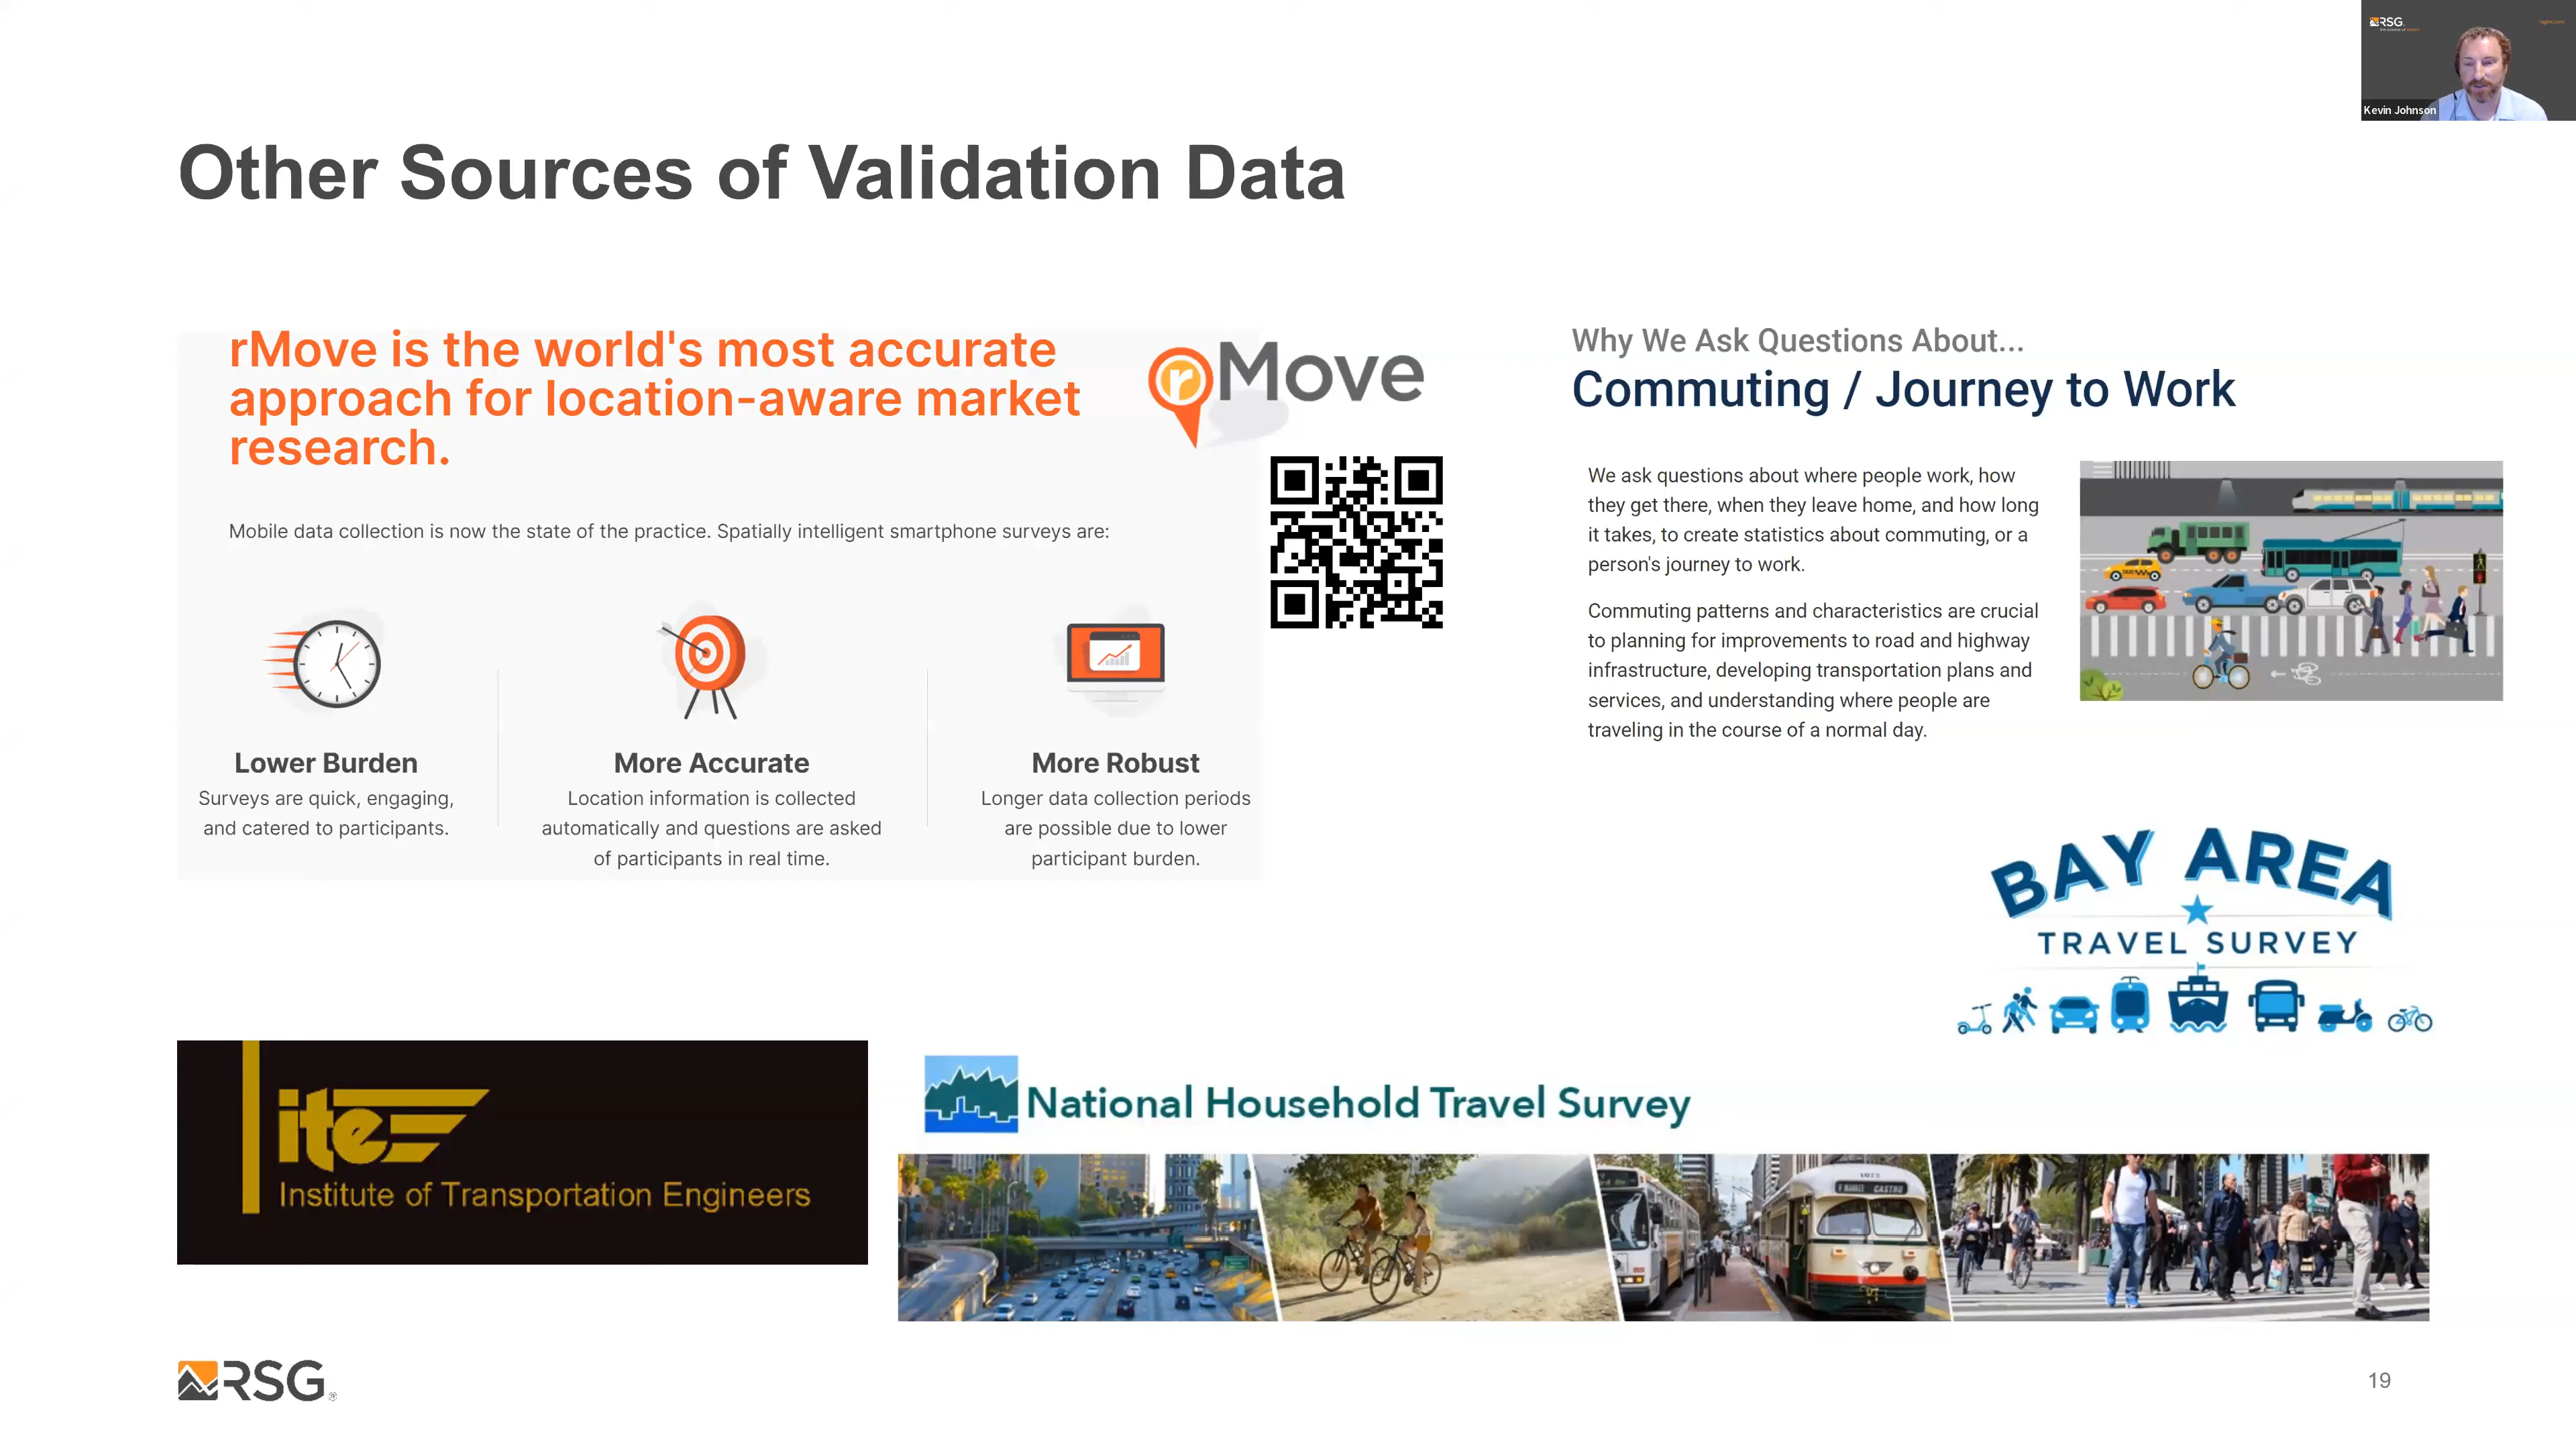 RSG
Kevin Johnson
Other Sources of Validation Data
rMove is the world's most accurate
approach for location-aware market
research.
rMove
Mobile data collection is now the state of the practice. Spatially intelligent smartphone surveys are:
Lower Burden
Surveys are quick, engaging,
and catered to participants.
More Accurate
Location information is collected
automatically and questions are asked
of participants in real time.
More Robust
Longer data collection periods
are possible due to lower
participant burden.
Why We Ask Questions About...
Commuting / Journey to Work
We ask questions about where people work, how
they get there, when they leave home, and how long
it takes, to create statistics about commuting, or a
person's journey to work.
Commuting patterns and characteristics are crucial
to planning for improvements to road and highway
infrastructure, developing transportation plans and
services, and understanding where people are
traveling in the course of a normal day.
BAY AREA
TRAVEL SURVEY
ite
Institute of Transportation Engineers
National Household Travel Survey
F MARKET CASTRO
RSG
19